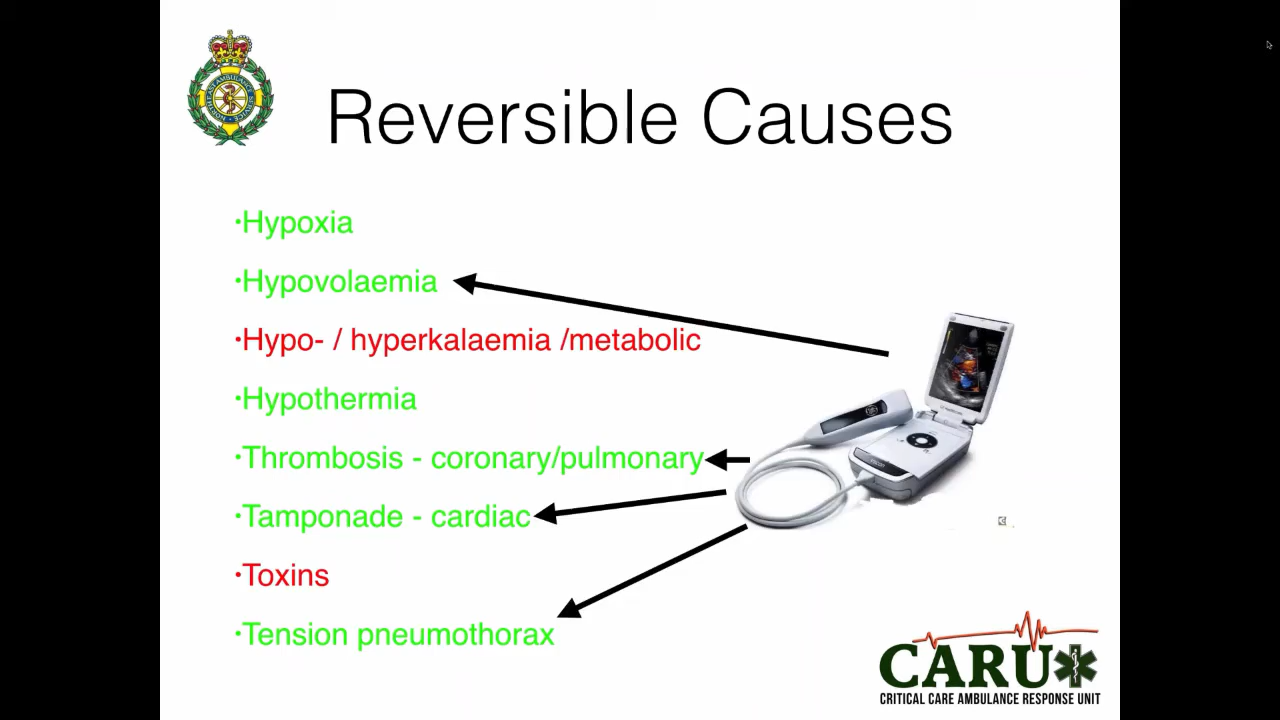 Reversible Causes
·Hypoxia
·Hypovolaemia
·Hypo- / hyperkalaemia /metabolic
·Hypothermia
·Thrombosis - coronary/pulmonary
·Tamponade - cardiac
·Toxins
·Tension pneumothorax
CARU
CRITICAL CARE AMBULANCE RESPONSE UNIT